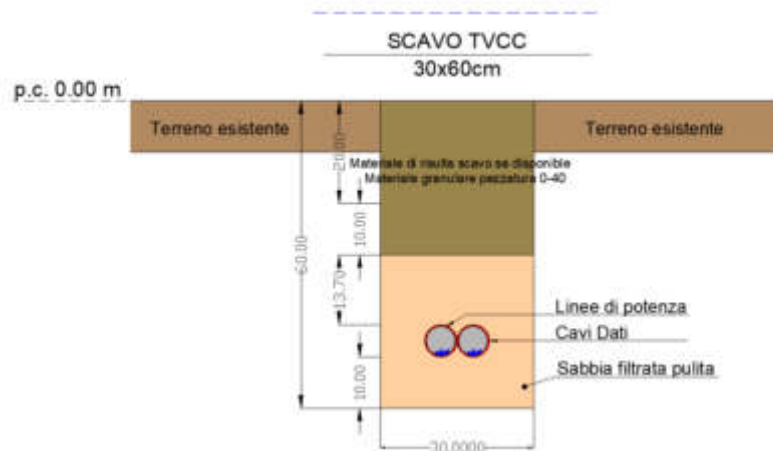 SCAVO TVCC
30x60cm
p.c. 0.00 m
Terreno esistente
Terreno esistente
20.00
Materiale di risulta scavo se disponibile
Materiale granulare pezzatura 0-40
10.00
60.00
13.70
Linee di potenza
Cavi Dati
Sabbia filtrata pulita
10.00
30.0000